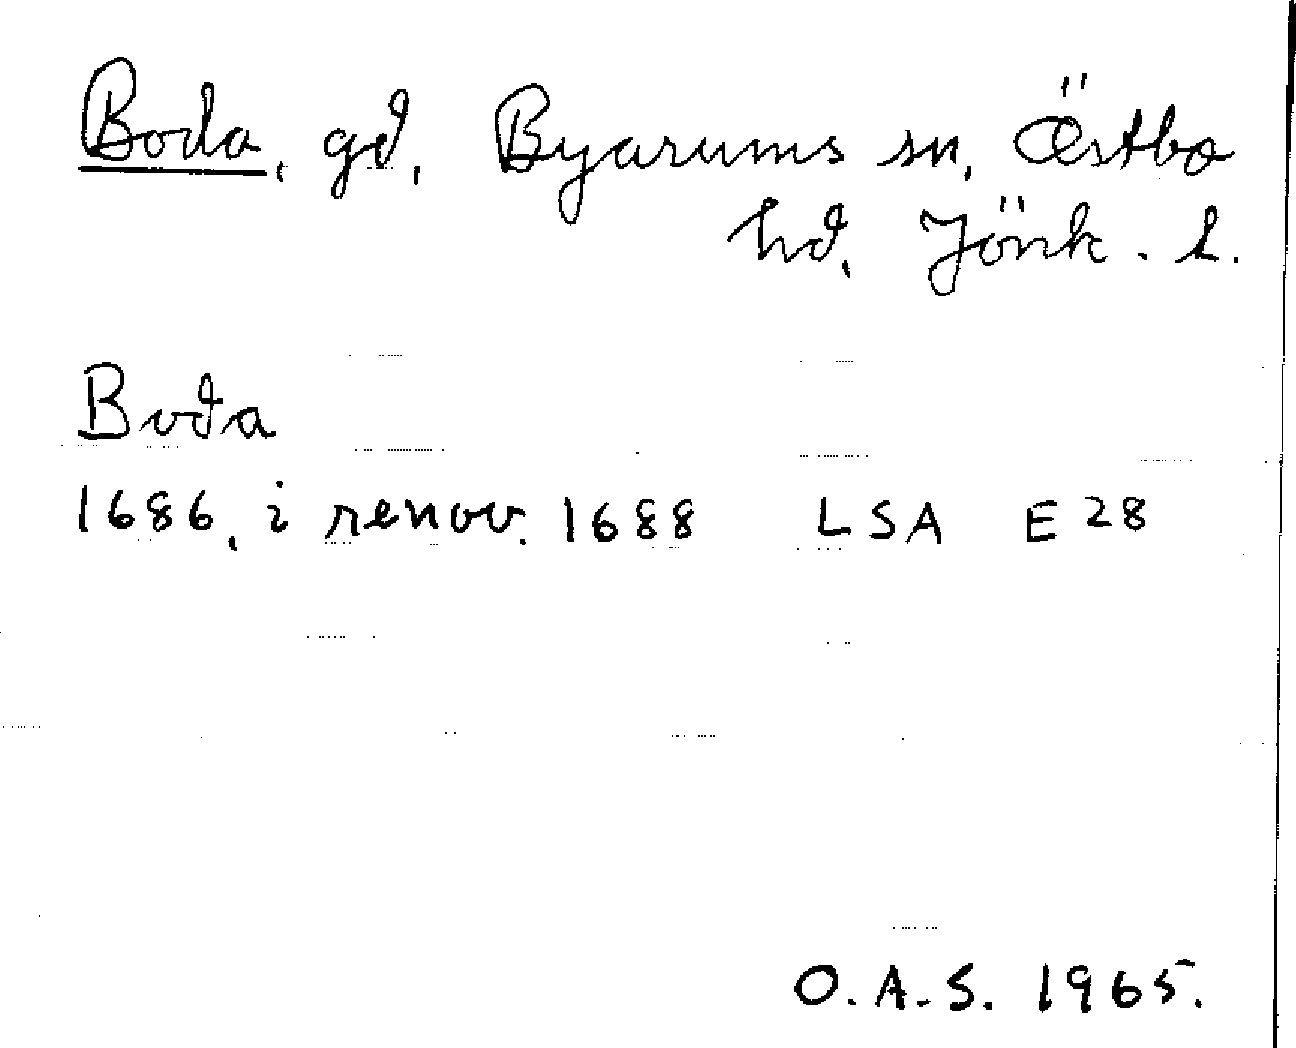 Boda, gd, Byarums sn, Östbo
hd, Jönk. l.
Boda
1686, i renov. 1688 LSA E 28
O.A.S. 1965.